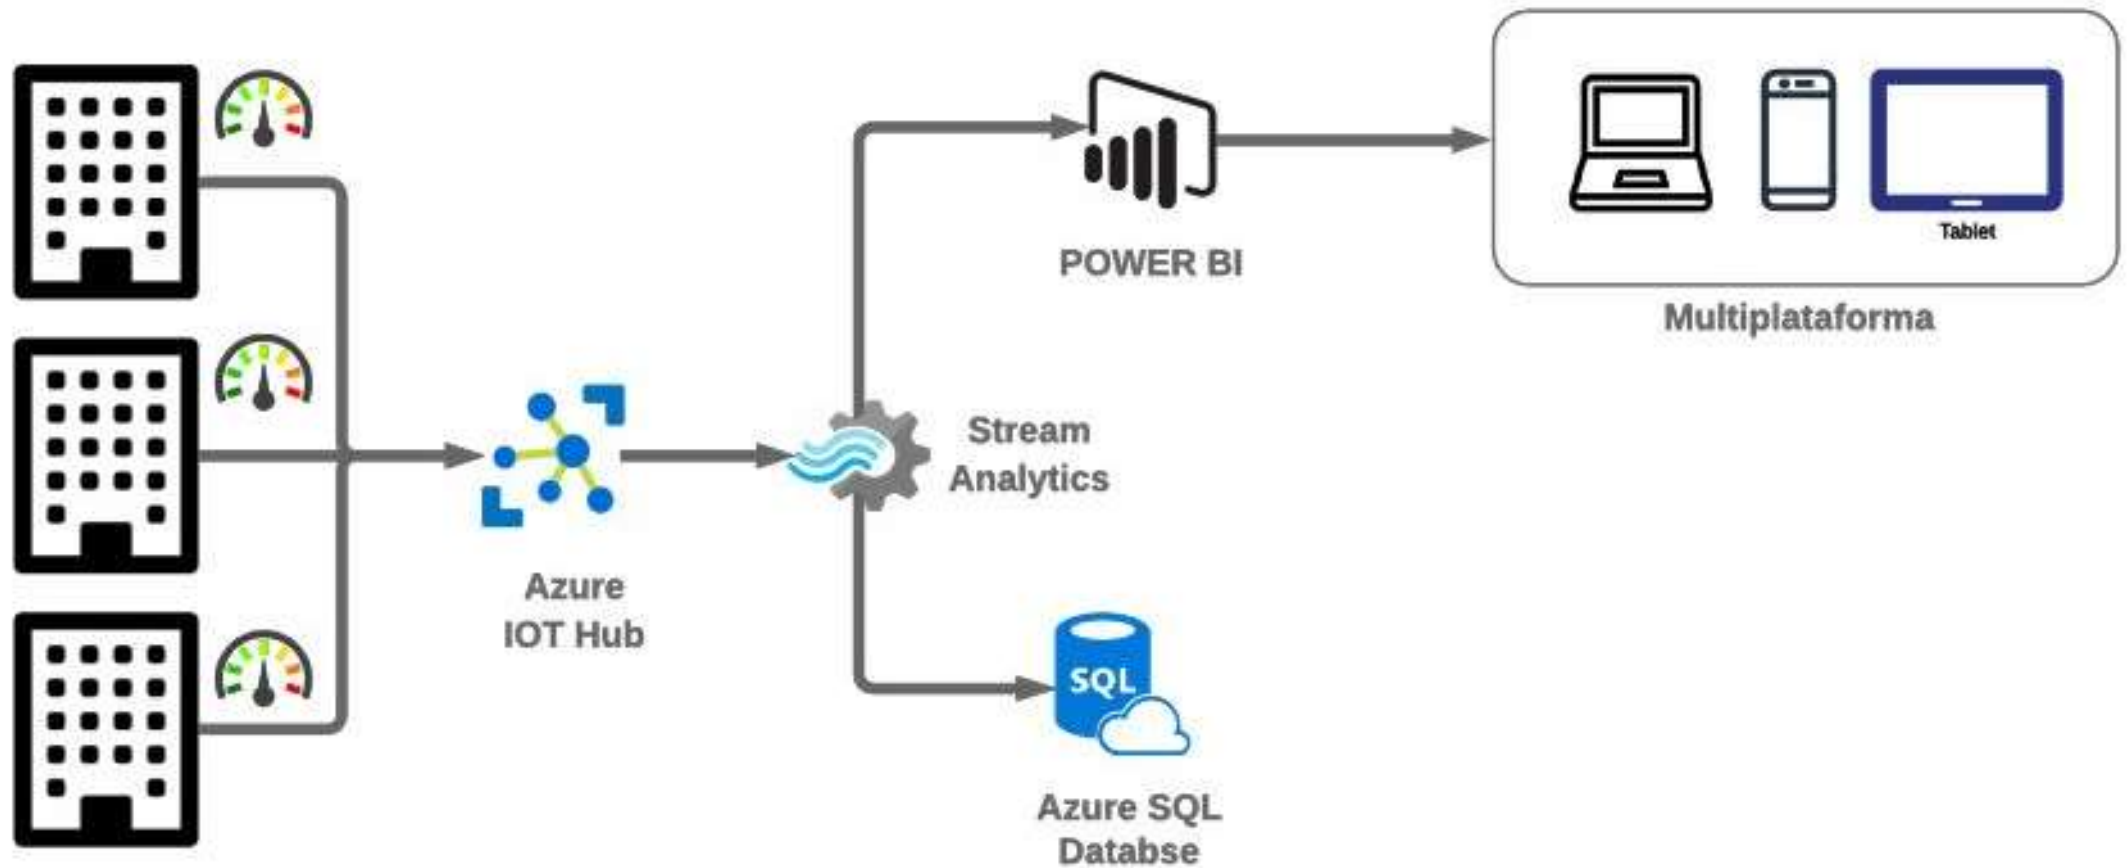 Tablet
Multiplataforma
POWER BI
Stream
Analytics
Azure
IOT Hub
SQL
Azure SQL
Databse